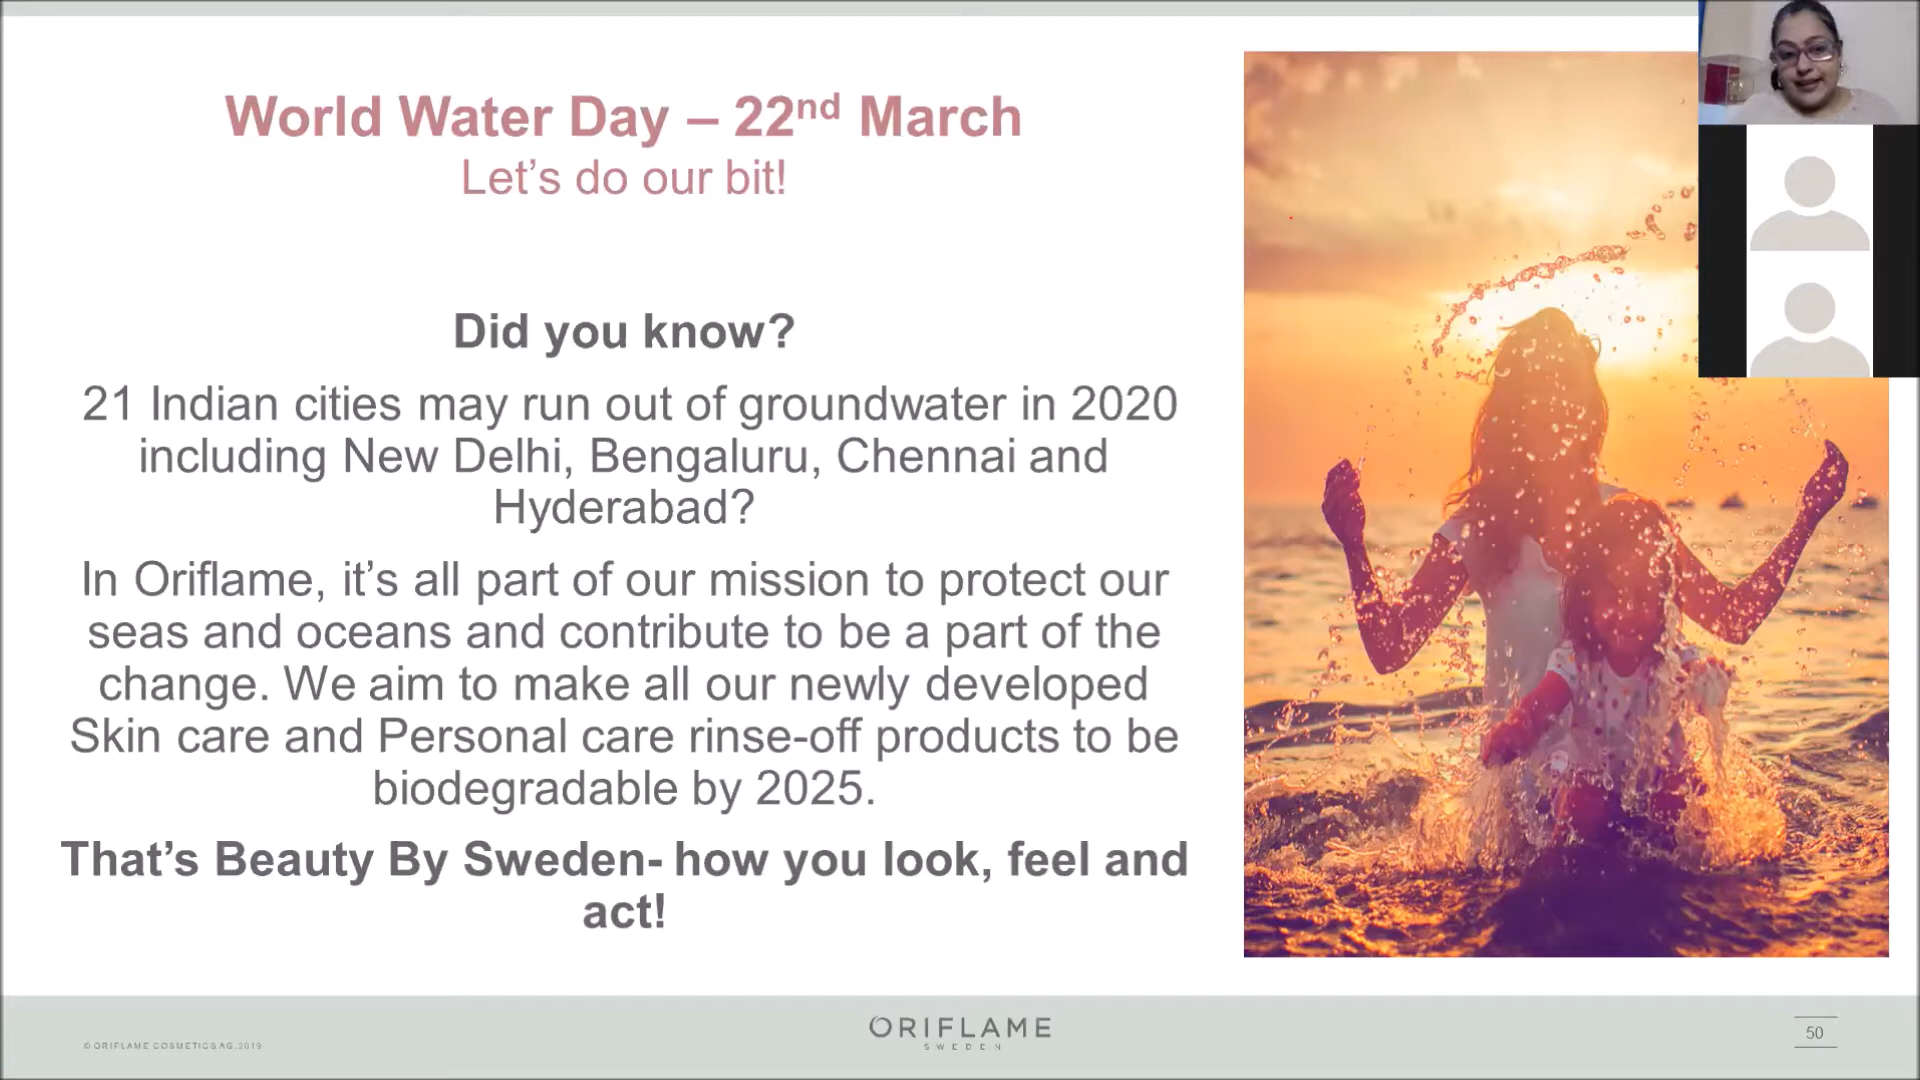 World Water Day – 22nd March
Let's do our bit!
Did you know?
21 Indian cities may run out of groundwater in 2020
including New Delhi, Bengaluru, Chennai and
Hyderabad?
In Oriflame, it's all part of our mission to protect our
seas and oceans and contribute to be a part of the
change. We aim to make all our newly developed
Skin care and Personal care rinse-off products to be
biodegradable by 2025.
That's Beauty By Sweden- how you look, feel and
act!
© ORIFLAME COSMETICS AG, 2019
ORIFLAME
SWEDEN
50